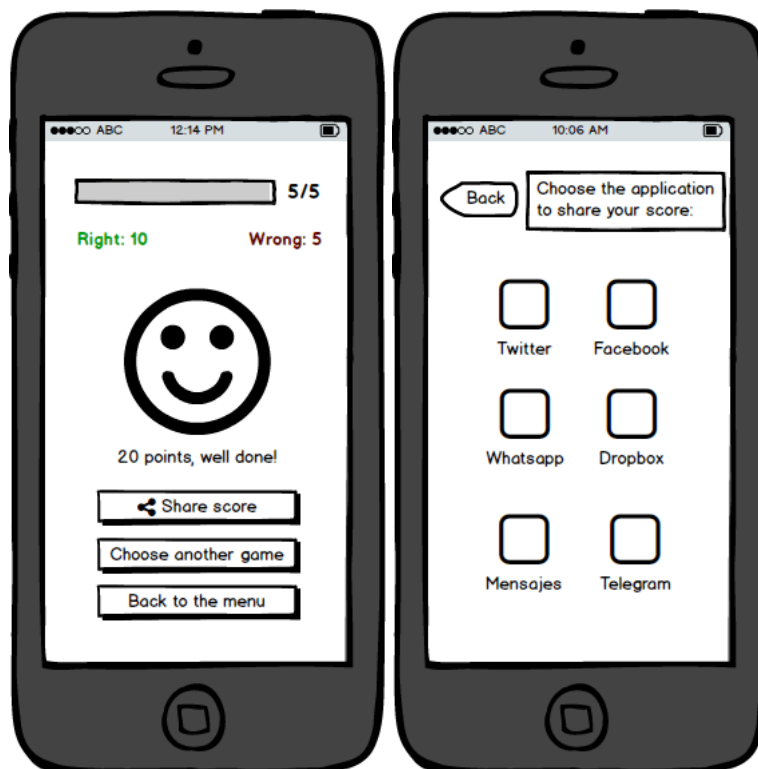 ABC 12:14 PM
5/5
Right: 10 Wrong: 5
20 points, well done!
Share score
Choose another game
Back to the menu
ABC 10:06 AM
Back
Choose the application
to share your score:
Twitter Facebook
Whatsapp Dropbox
Mensajes Telegram